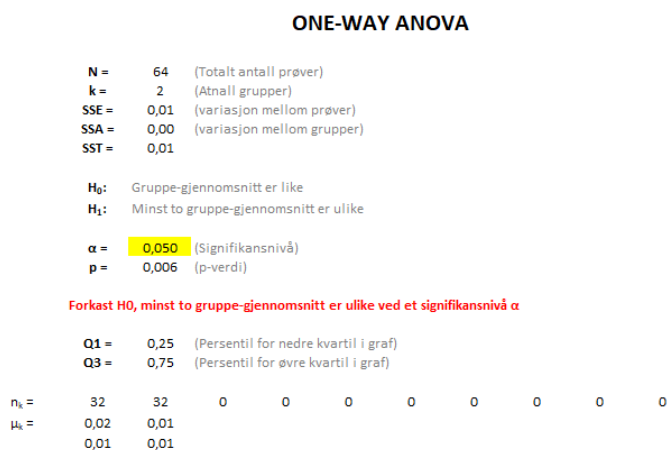 ONE-WAY ANOVA
N = 64 (Totalt antall prøver)
k = 2 (Atnall grupper)
SSE = 0,01 (variasjon mellom prøver)
SSA = 0,00 (variasjon mellom grupper)
SST = 0,01
H₀: Gruppe-gjennomsnitt er like
H₁: Minst to gruppe-gjennomsnitt er ulike
α = 0,050 (Signifikansnivå)
p = 0,006 (p-verdi)
Forkast H0, minst to gruppe-gjennomsnitt er ulike ved et signifikansnivå α
Q1 = 0,25 (Persentil for nedre kvartil i graf)
Q3 = 0,75 (Persentil for øvre kvartil i graf)
nₖ = 32 32 0 0 0 0 0 0 0 0
μₖ = 0,02 0,01
0,01 0,01